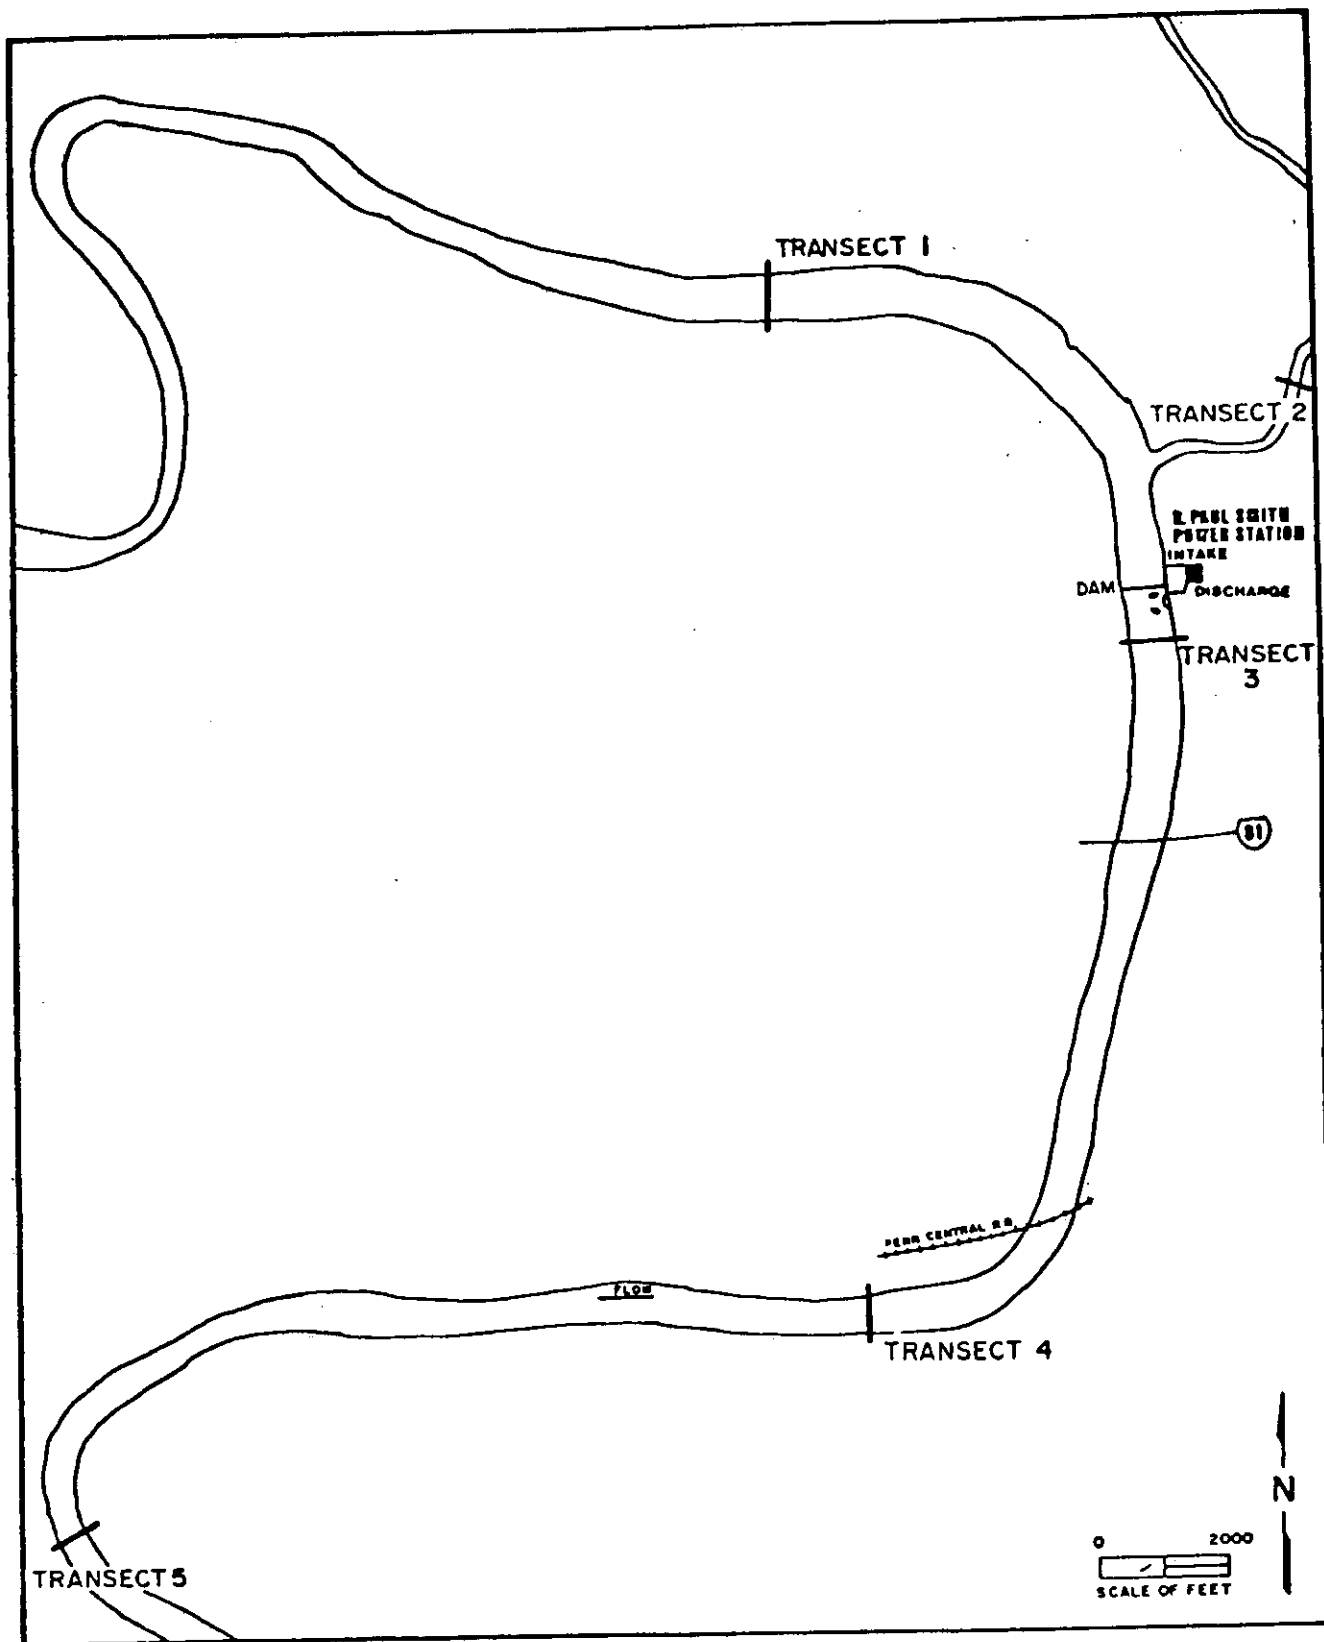 TRANSECT 1
TRANSECT 2
R. PAUL SMITH
POWER STATION
INTAKE
DAM
DISCHARGE
TRANSECT
3
81
PENN CENTRAL R R
FLOW
TRANSECT 4
N
0 2000
SCALE OF FEET
TRANSECT 5